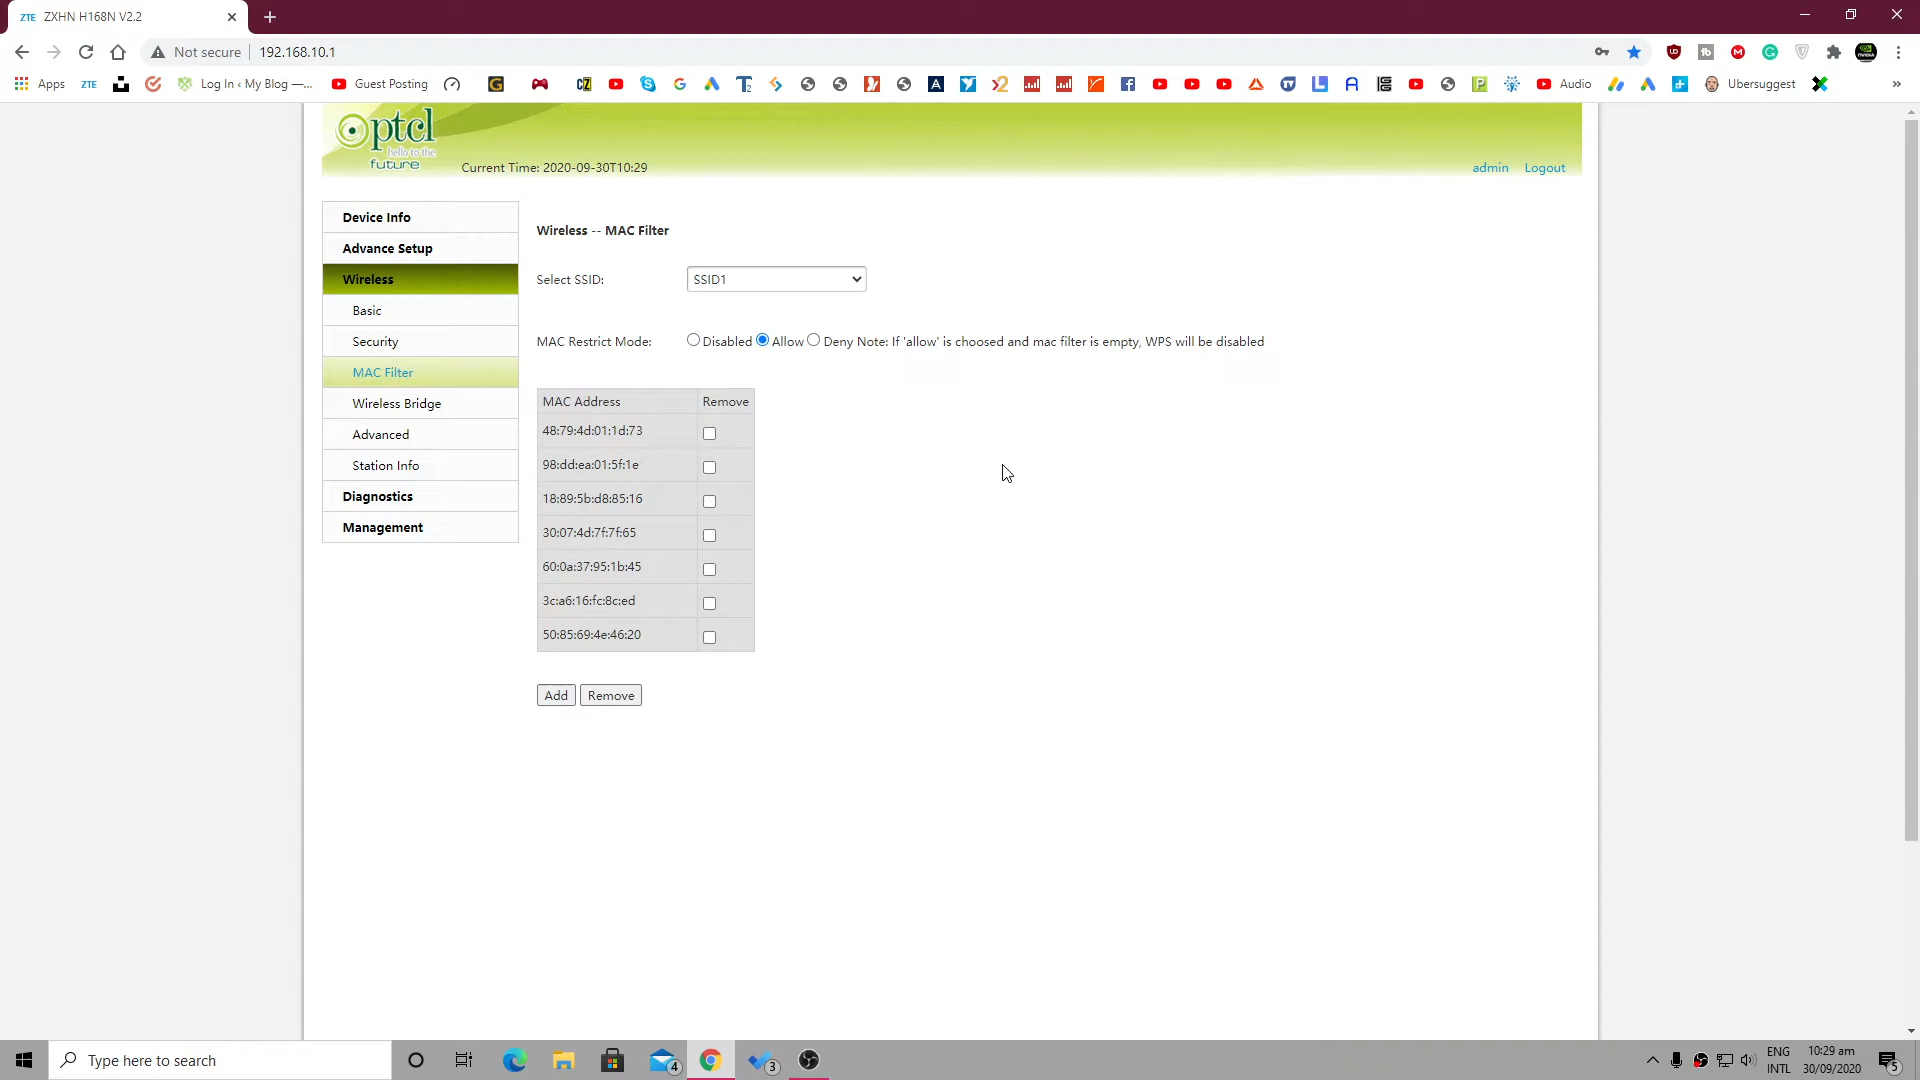 ZTE ZXHN H168N V2.2
Not secure 192.168.10.1
Apps ZTE Log In ‹ My Blog —... Guest Posting Audio Ubersuggest »
ptcl
hello to the
future
Current Time: 2020-09-30T10:29
admin Logout
Device Info
Advance Setup
Wireless
Basic
Security
MAC Filter
Wireless Bridge
Advanced
Station Info
Diagnostics
Management
Wireless -- MAC Filter
Select SSID: SSID1
MAC Restrict Mode: Disabled Allow Deny Note: If 'allow' is choosed and mac filter is empty, WPS will be disabled
MAC Address Remove
48:79:4d:01:1d:73
98:dd:ea:01:5f:1e
18:89:5b:d8:85:16
30:07:4d:7f:7f:65
60:0a:37:95:1b:45
3c:a6:16:fc:8c:ed
50:85:69:4e:46:20
Add Remove
Type here to search
4
3
ENG
INTL
10:29 am
30/09/2020
5